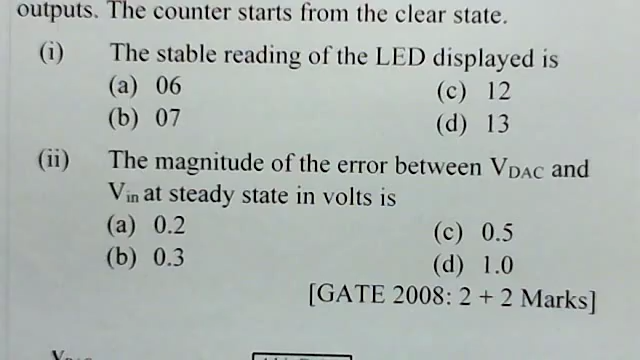 outputs. The counter starts from the clear state.
(i) The stable reading of the LED displayed is
(a) 06 (c) 12
(b) 07 (d) 13
(ii) The magnitude of the error between VDAC and
Vin at steady state in volts is
(a) 0.2 (c) 0.5
(b) 0.3 (d) 1.0
[GATE 2008: 2 + 2 Marks]